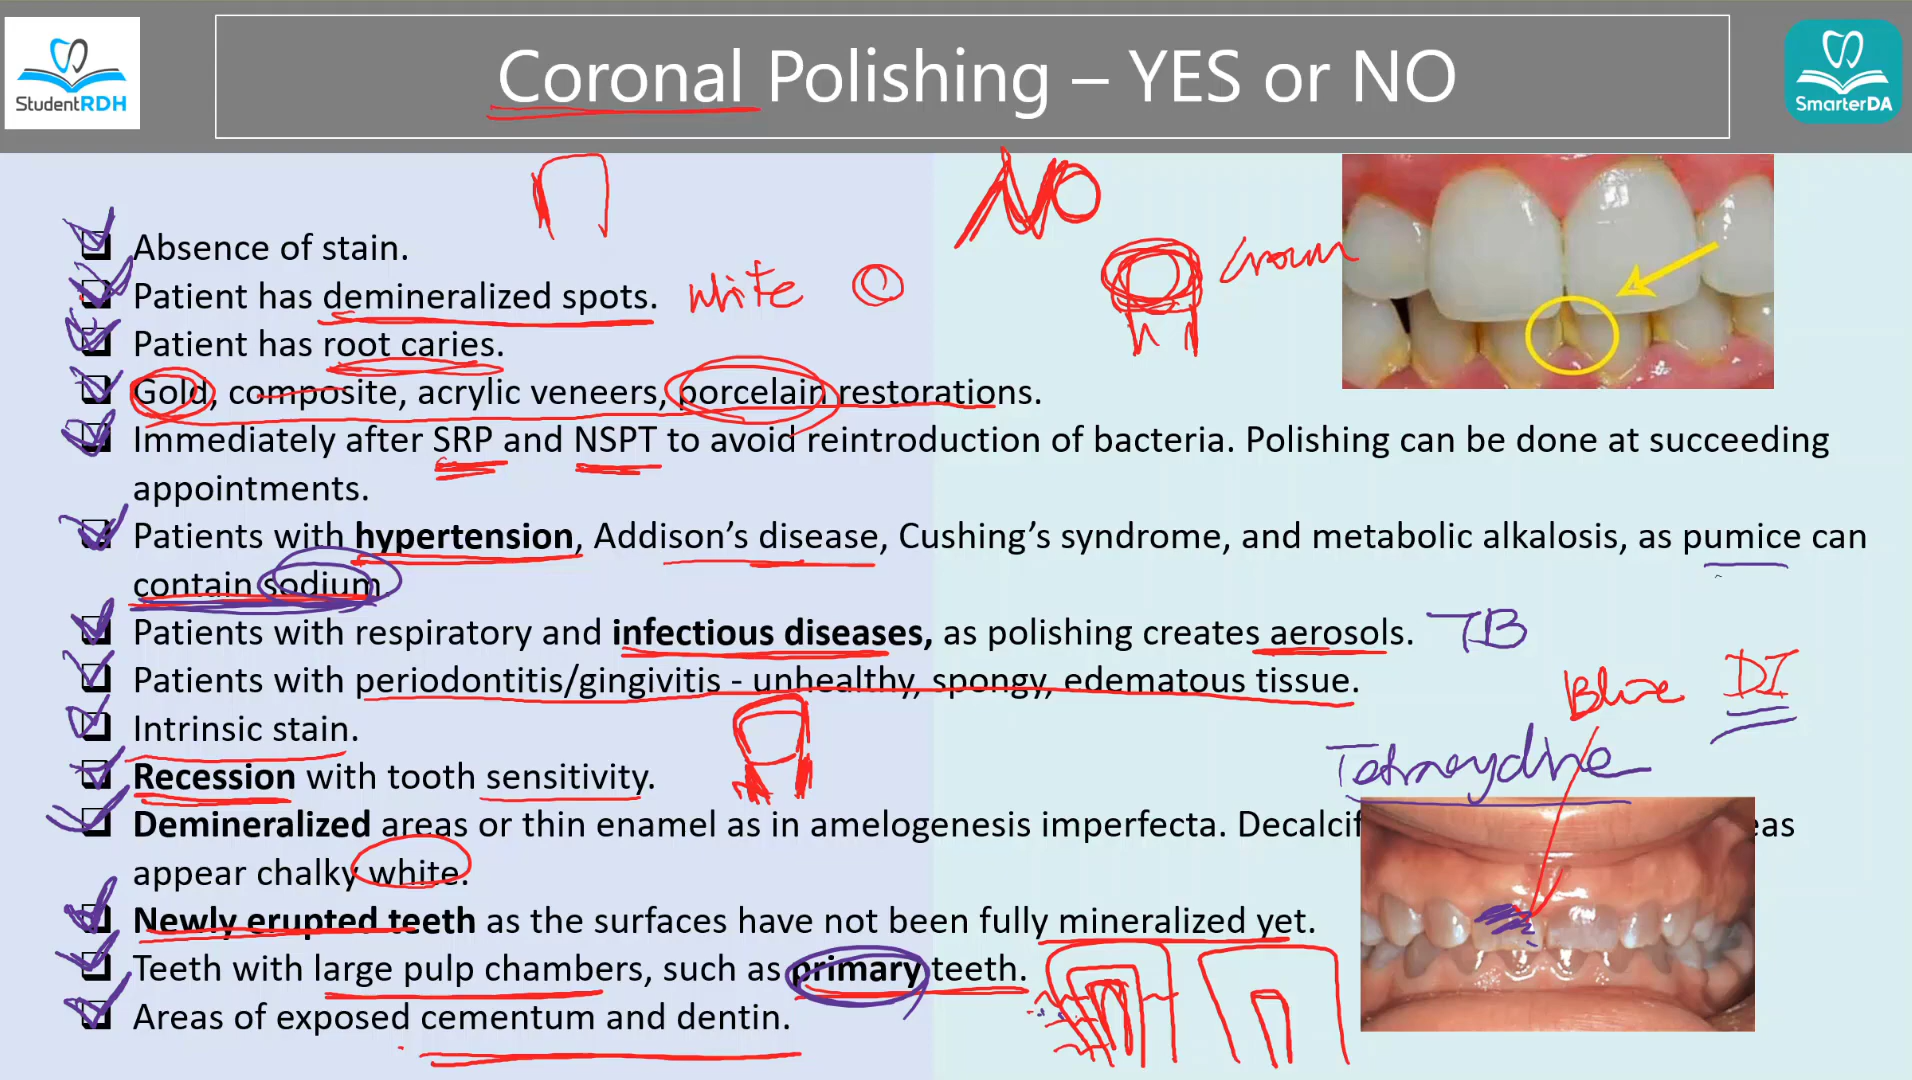 StudentRDH
Coronal Polishing – YES or NO
SmarterDA
NO
Absence of stain.
crown
Patient has demineralized spots. white
Patient has root caries.
Gold, composite, acrylic veneers, porcelain restorations.
Immediately after SRP and NSPT to avoid reintroduction of bacteria. Polishing can be done at succeeding
appointments.
Patients with hypertension, Addison’s disease, Cushing’s syndrome, and metabolic alkalosis, as pumice can
contain sodium.
Patients with respiratory and infectious diseases, as polishing creates aerosols. TB
Patients with periodontitis/gingivitis - unhealthy, spongy, edematous tissue.
DI
Intrinsic stain.
Recession with tooth sensitivity.
Demineralized areas or thin enamel as in amelogenesis imperfecta.
appear chalky white.
Newly erupted teeth as the surfaces have not been fully mineralized yet.
Teeth with large pulp chambers, such as primary teeth.
Areas of exposed cementum and dentin.